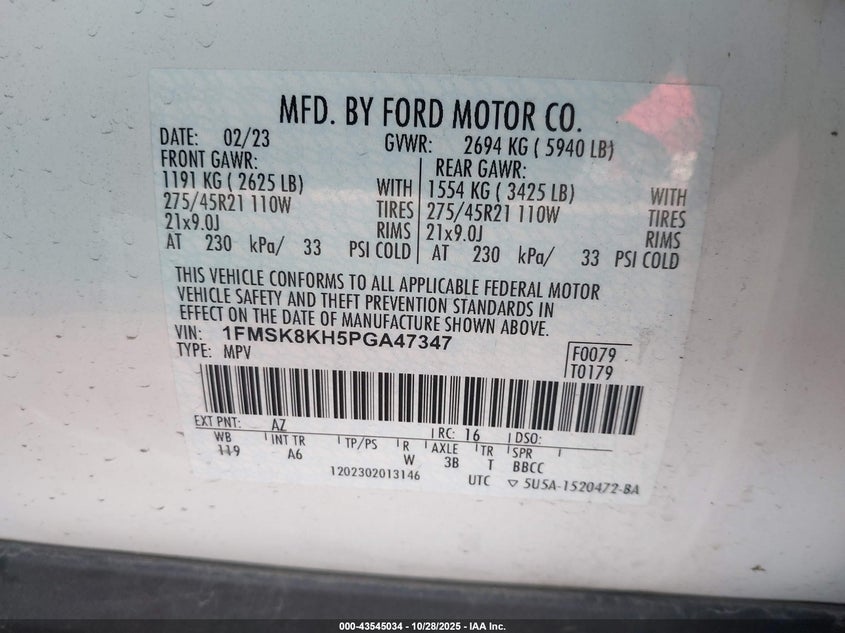 MFD. BY FORD MOTOR CO.
DATE: 02/23 GVWR: 2694 KG ( 5940 LB)
FRONT GAWR: REAR GAWR:
1191 KG ( 2625 LB) WITH 1554 KG ( 3425 LB) WITH
275/45R21 110W TIRES 275/45R21 110W TIRES
21x9.0J RIMS 21x9.0J RIMS
AT 230 kPa/ 33 PSI COLD AT 230 kPa/ 33 PSI COLD
THIS VEHICLE CONFORMS TO ALL APPLICABLE FEDERAL MOTOR
VEHICLE SAFETY AND THEFT PREVENTION STANDARDS IN
EFFECT ON THE DATE OF MANUFACTURE SHOWN ABOVE.
VIN: 1FMSK8KH5PGA47347
TYPE: MPV
F0079
T0179
EXT PNT: AZ RC: 16 DSO:
WB INT TR TP/PS R AXLE TR SPR
119 A6 W 3B T BBCC
1202302013146 UTC ▽ 5U5A-1520472-BA
000-43545034 | 10/28/2025 - IAA Inc.